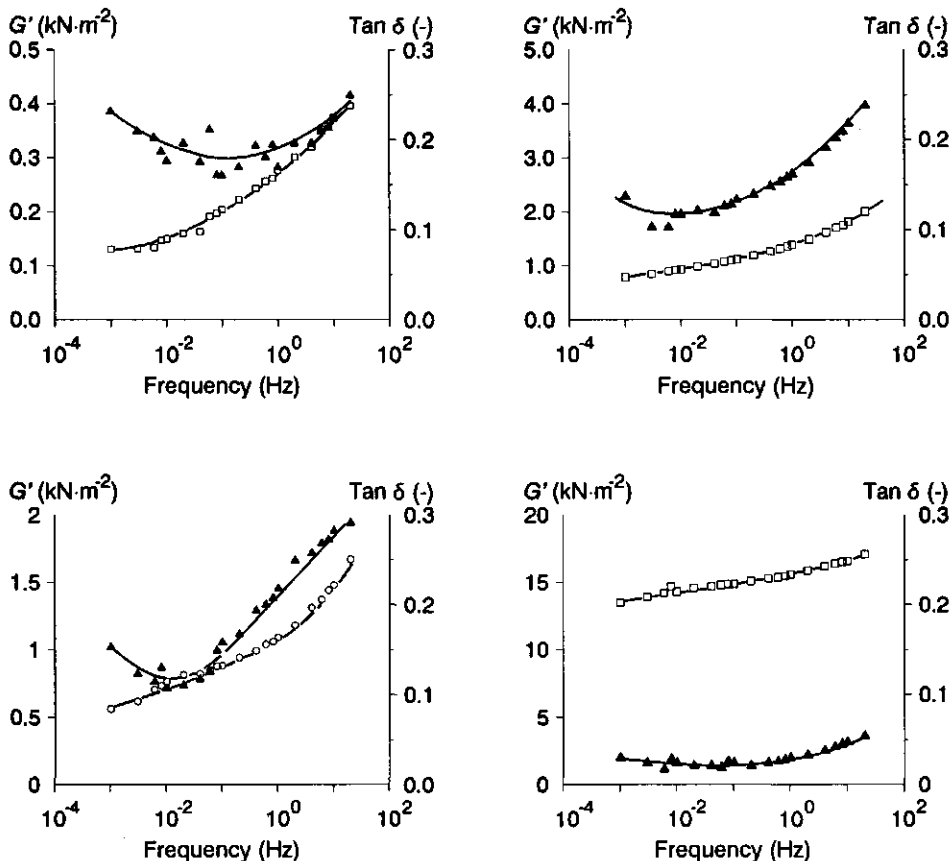 G' (kN·m⁻²) Tan δ (-)
0.5 0.3
0.4
0.2
0.3
0.2
0.1
0.1
0.0 0.0
10⁻⁴ 10⁻² 10⁰ 10²
Frequency (Hz)
G' (kN·m⁻²) Tan δ (-)
5.0 0.3
4.0
0.2
3.0
2.0
0.1
1.0
0.0 0.0
10⁻⁴ 10⁻² 10⁰ 10²
Frequency (Hz)
G' (kN·m⁻²) Tan δ (-)
2 0.3
1.5
0.2
1
0.1
0.5
0 0.0
10⁻⁴ 10⁻² 10⁰ 10²
Frequency (Hz)
G' (kN·m⁻²) Tan δ (-)
20 0.3
15
0.2
10
0.1
5
0 0.0
10⁻⁴ 10⁻² 10⁰ 10²
Frequency (Hz)